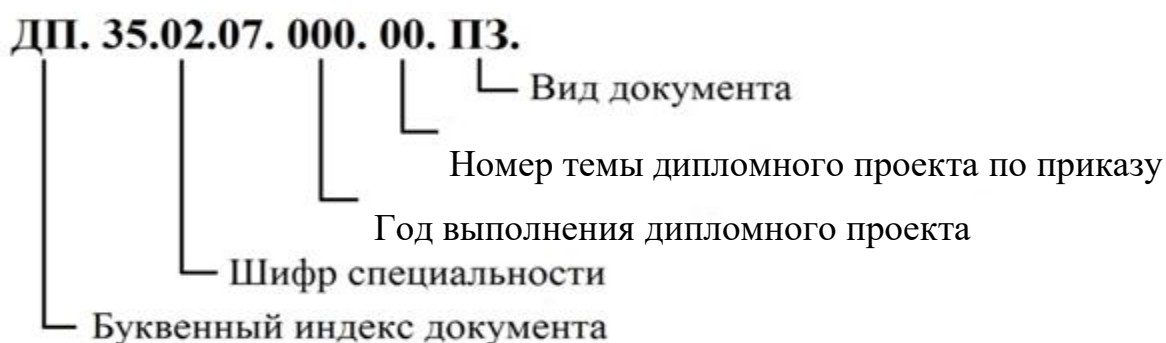 ДП. 35.02.07. 000. 00. ПЗ.
Вид документа
Номер темы дипломного проекта по приказу
Год выполнения дипломного проекта
Шифр специальности
Буквенный индекс документа